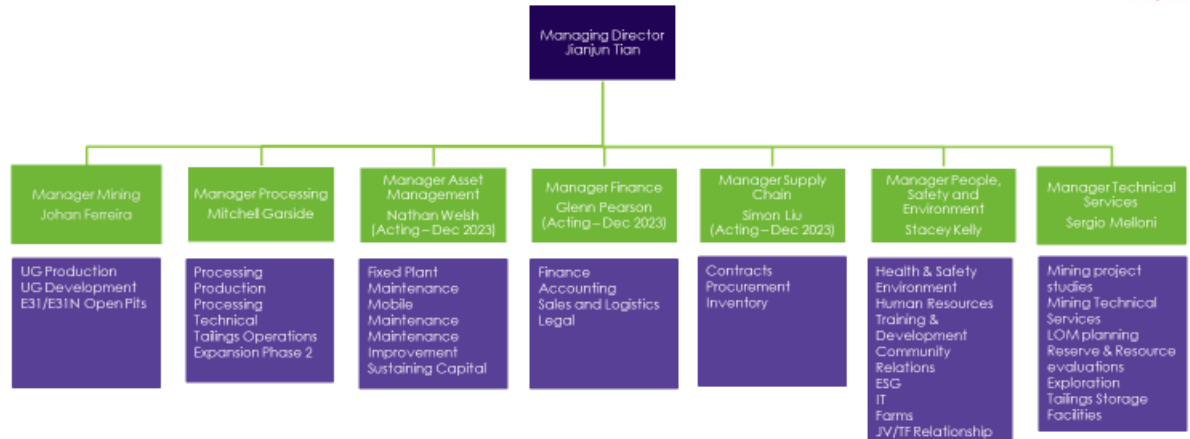 Managing Director
Jianjun Tian
Manager Mining
Johan Ferreira
Manager Processing
Mitchell Garside
Manager Asset
Management
Nathan Welsh
(Acting – Dec 2023)
Manager Finance
Glenn Pearson
(Acting – Dec 2023)
Manager Supply
Chain
Simon Liu
(Acting – Dec 2023)
Manager People,
Safety and
Environment
Stacey Kelly
Manager Technical
Services
Sergio Melloni
UG Production
UG Development
E31/E31N Open Pits
Processing
Production
Processing
Technical
Tailings Operations
Expansion Phase 2
Fixed Plant
Maintenance
Mobile
Maintenance
Maintenance
Improvement
Sustaining Capital
Finance
Accounting
Sales and Logistics
Legal
Contracts
Procurement
Inventory
Health & Safety
Environment
Human Resources
Training &
Development
Community
Relations
ESG
IT
Farms
JV/TF Relationship
Mining project
studies
Mining Technical
Services
LOM planning
Reserve & Resource
evaluations
Exploration
Tailings Storage
Facilities